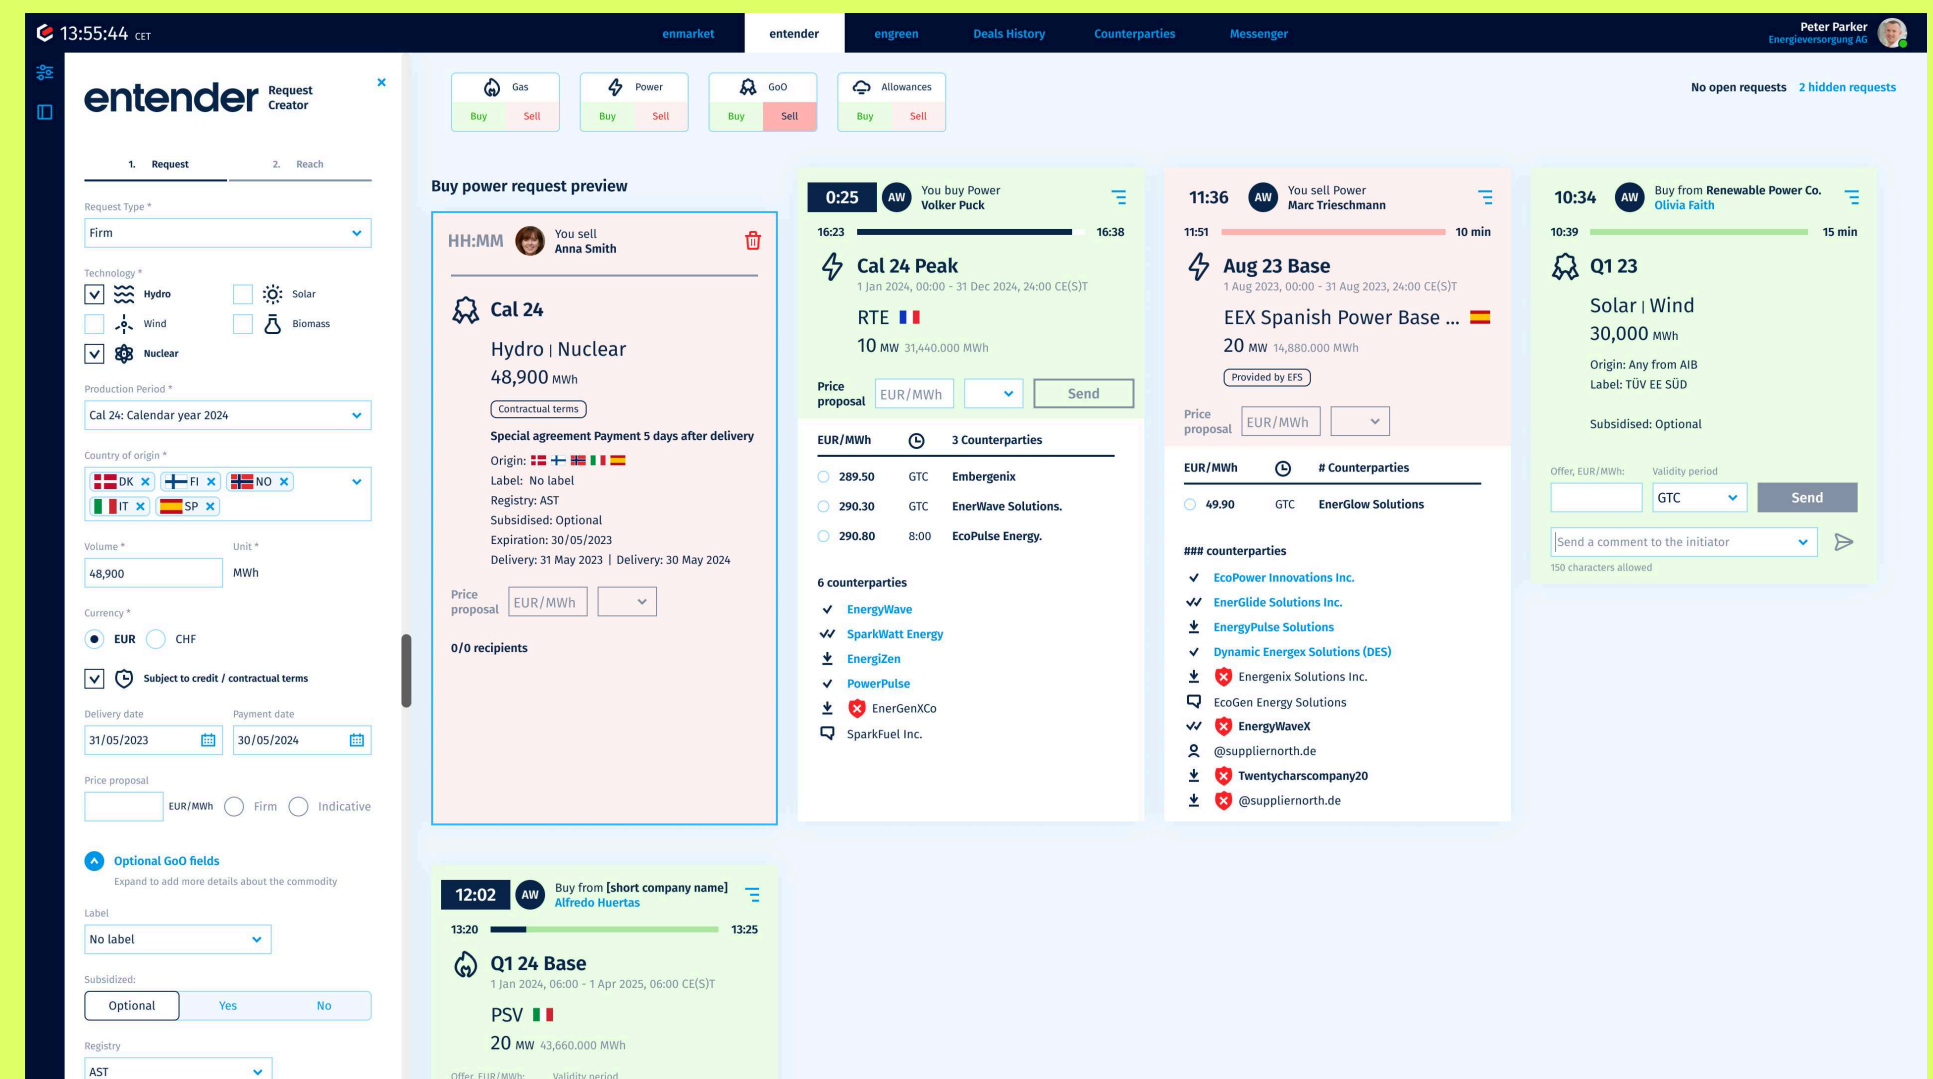 13:55:44 CET
enmarket
entender
engreen
Deals History
Counterparties
Messenger
Peter Parker
Energieversorgung AG
entender Request Creator
1. Request
2. Reach
Request Type *
Firm
Technology *
Hydro
Solar
Wind
Biomass
Nuclear
Production Period *
Cal 24: Calendar year 2024
Country of origin *
DK × FI × NO ×
IT × SP ×
Volume *
Unit *
48,900
MWh
Currency *
EUR
CHF
Subject to credit / contractual terms
Delivery date
Payment date
31/05/2023
30/05/2024
Price proposal
EUR/MWh
Firm
Indicative
Optional GoO fields
Expand to add more details about the commodity
Label
No label
Subsidized:
Optional
Yes
No
Registry
AST
Gas
Buy
Sell
Power
Buy
Sell
GoO
Buy
Sell
Allowances
Buy
Sell
No open requests
2 hidden requests
Buy power request preview
HH:MM
You sell
Anna Smith
Cal 24
Hydro | Nuclear
48,900 MWh
Contractual terms
Special agreement Payment 5 days after delivery
Origin:
Label: No label
Registry: AST
Subsidised: Optional
Expiration: 30/05/2023
Delivery: 31 May 2023 | Delivery: 30 May 2024
Price proposal
EUR/MWh
0/0 recipients
0:25
AW
You buy Power
Volker Puck
16:23
16:38
Cal 24 Peak
1 Jan 2024, 00:00 - 31 Dec 2024, 24:00 CE(S)T
RTE
10 MW 31,440.000 MWh
Price proposal
EUR/MWh
Send
EUR/MWh
3 Counterparties
289.50 GTC Embergenix
290.30 GTC EnerWave Solutions.
290.80 8:00 EcoPulse Energy.
6 counterparties
EnergyWave
SparkWatt Energy
EnergiZen
PowerPulse
EnerGenXCo
SparkFuel Inc.
11:36
AW
You sell Power
Marc Trieschmann
11:51
10 min
Aug 23 Base
1 Aug 2023, 00:00 - 31 Aug 2023, 24:00 CE(S)T
EEX Spanish Power Base ...
20 MW 14,880.000 MWh
Provided by EFS
Price proposal
EUR/MWh
EUR/MWh
# Counterparties
49.90 GTC EnerGlow Solutions
### counterparties
EcoPower Innovations Inc.
EnerGlide Solutions Inc.
EnergyPulse Solutions
Dynamic Energex Solutions (DES)
Energenix Solutions Inc.
EcoGen Energy Solutions
EnergyWaveX
@suppliernorth.de
Twentycharscompany20
@suppliernorth.de
10:34
AW
Buy from Renewable Power Co.
Olivia Faith
10:39
15 min
Q1 23
Solar | Wind
30,000 MWh
Origin: Any from AIB
Label: TÜV EE SÜD
Subsidised: Optional
Offer, EUR/MWh:
Validity period
GTC
Send
Send a comment to the initiator
150 characters allowed
12:02
AW
Buy from [short company name]
Alfredo Huertas
13:20
13:25
Q1 24 Base
1 Jan 2024, 06:00 - 1 Apr 2025, 06:00 CE(S)T
PSV
20 MW 43,660.000 MWh
Offer, EUR/MWh:
Validity period